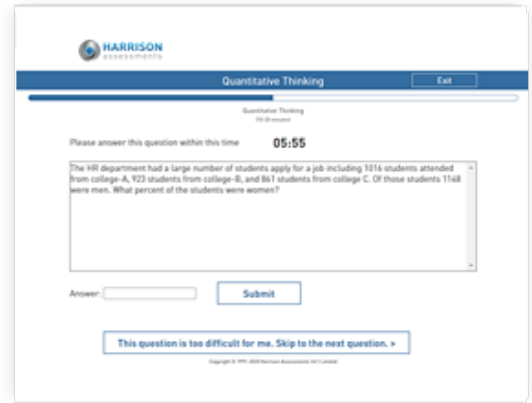 HARRISON
assessments
Quantitative Thinking
Exit
Quantitative Thinking
Please answer this question within this time
05:55
The HR department had a large number of students apply for a job including 1016 students attended
from college-A, 923 students from college-B, and 861 students from college C. Of those students 1148
were men. What percent of the students were women?
Answer:
Submit
This question is too difficult for me. Skip to the next question. »